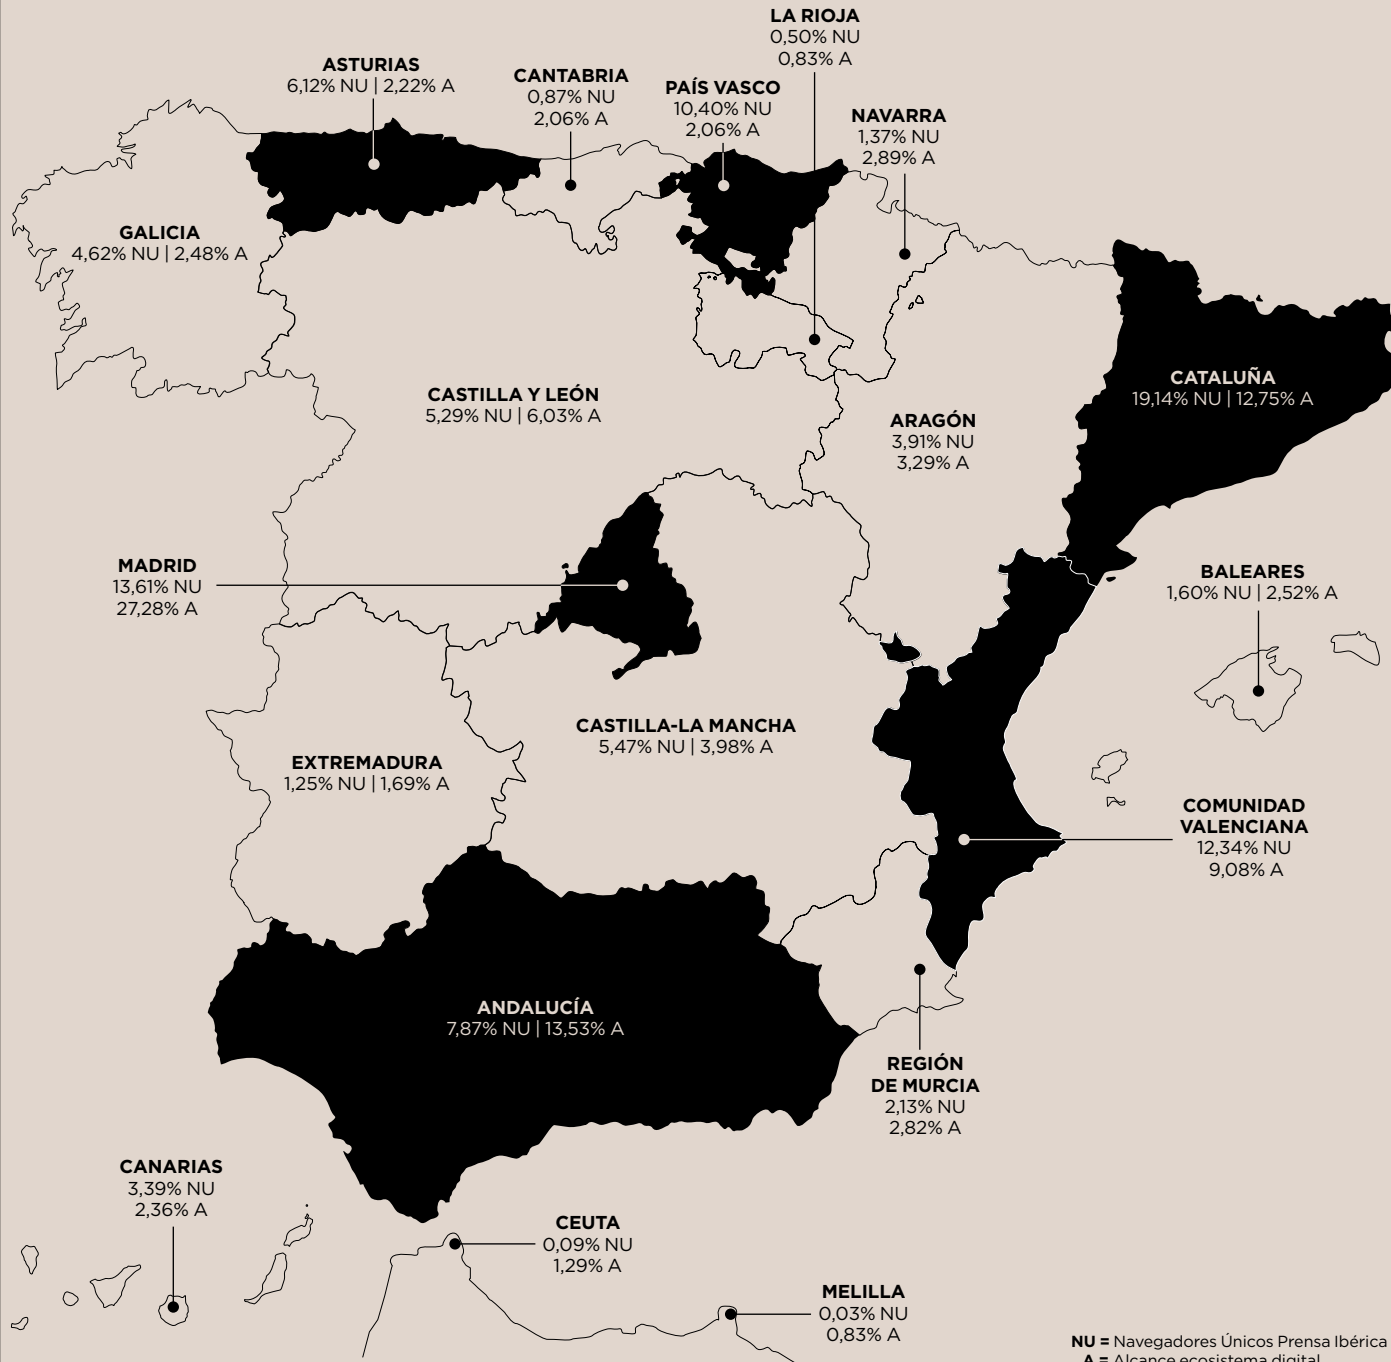 LA RIOJA
0,50% NU
0,83% A
ASTURIAS
6,12% NU | 2,22% A
CANTABRIA
0,87% NU
2,06% A
PAÍS VASCO
10,40% NU
2,06% A
NAVARRA
1,37% NU
2,89% A
GALICIA
4,62% NU | 2,48% A
CATALUÑA
19,14% NU | 12,75% A
CASTILLA Y LEÓN
5,29% NU | 6,03% A
ARAGÓN
3,91% NU
3,29% A
MADRID
13,61% NU
27,28% A
BALEARES
1,60% NU | 2,52% A
CASTILLA-LA MANCHA
5,47% NU | 3,98% A
EXTREMADURA
1,25% NU | 1,69% A
COMUNIDAD
VALENCIANA
12,34% NU
9,08% A
ANDALUCÍA
7,87% NU | 13,53% A
REGIÓN
DE MURCIA
2,13% NU
2,82% A
CANARIAS
3,39% NU
2,36% A
CEUTA
0,09% NU
1,29% A
MELILLA
0,03% NU
0,83% A
NU = Navegadores Únicos Prensa Ibérica
A = Alcance ecosistema digital